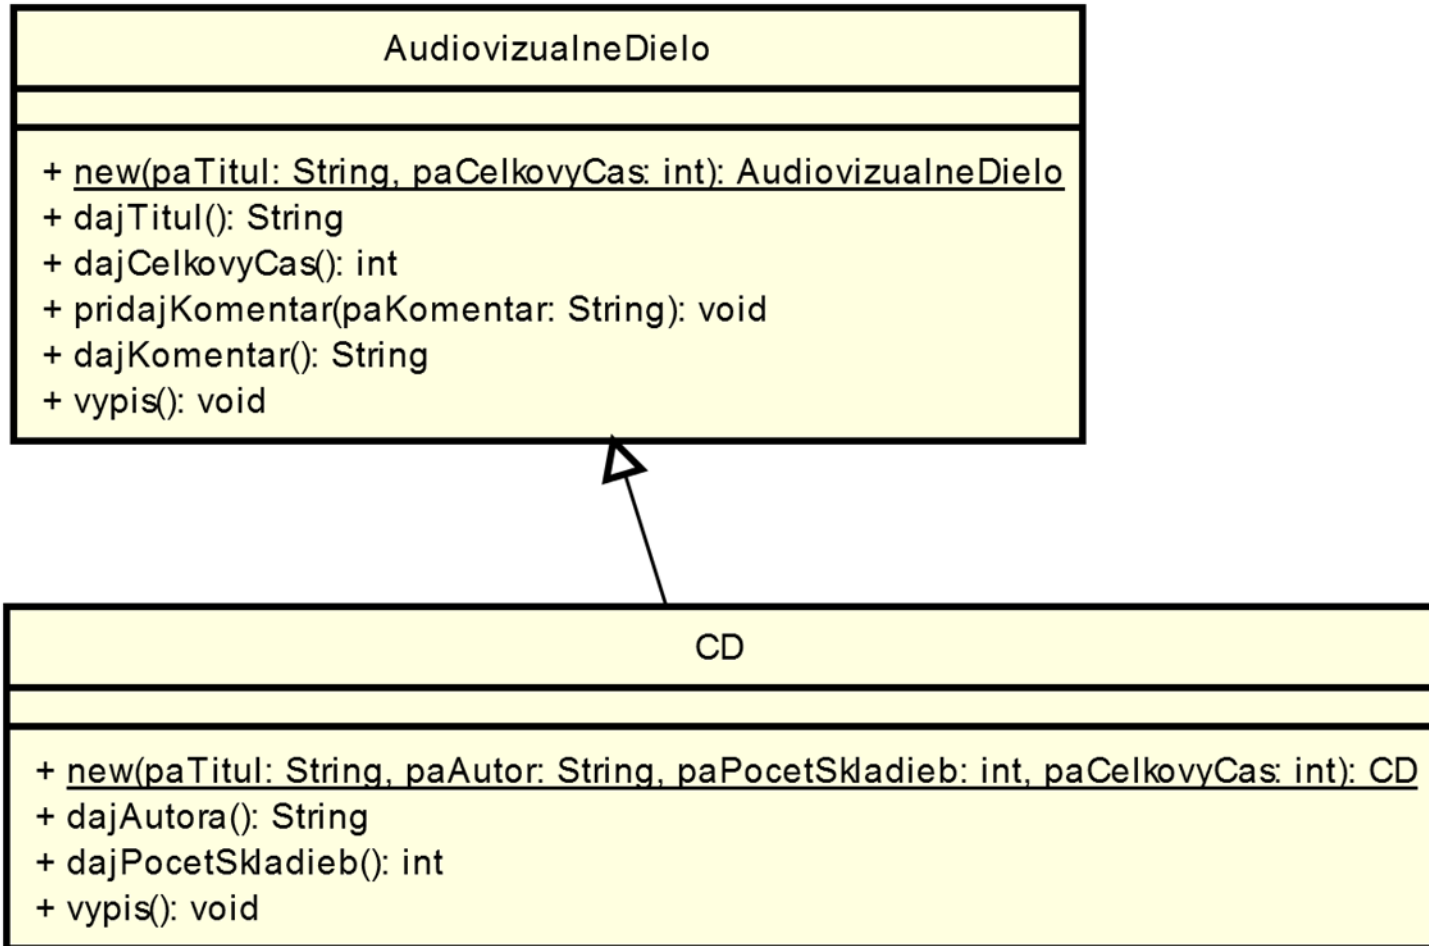 AudiovizualneDielo
+ new(paTitul: String, paCelkovyCas: int): AudiovizualneDielo
+ dajTitul(): String
+ dajCelkovyCas(): int
+ pridajKomentar(paKomentar: String): void
+ dajKomentar(): String
+ vypis(): void
CD
+ new(paTitul: String, paAutor: String, paPocetSkladieb: int, paCelkovyCas: int): CD
+ dajAutora(): String
+ dajPocetSkladieb(): int
+ vypis(): void